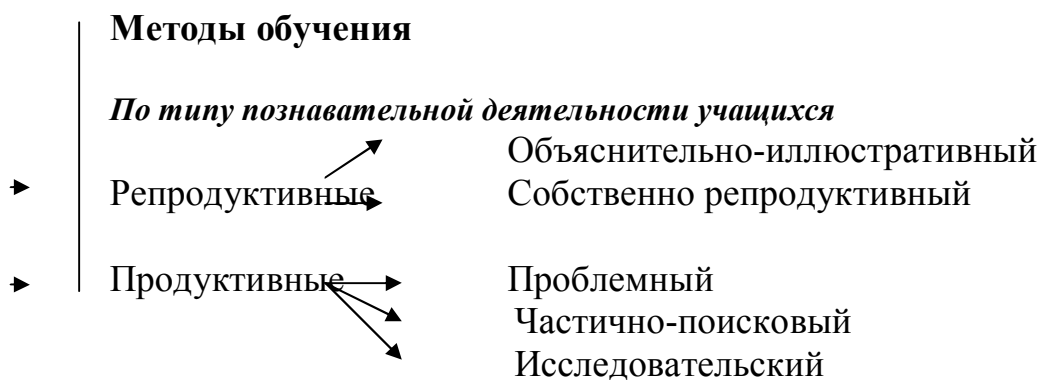 Методы обучения
По типу познавательной деятельности учащихся
Объяснительно-иллюстративный
Репродуктивные Собственно репродуктивный
Продуктивные Проблемный
Частично-поисковый
Исследовательский